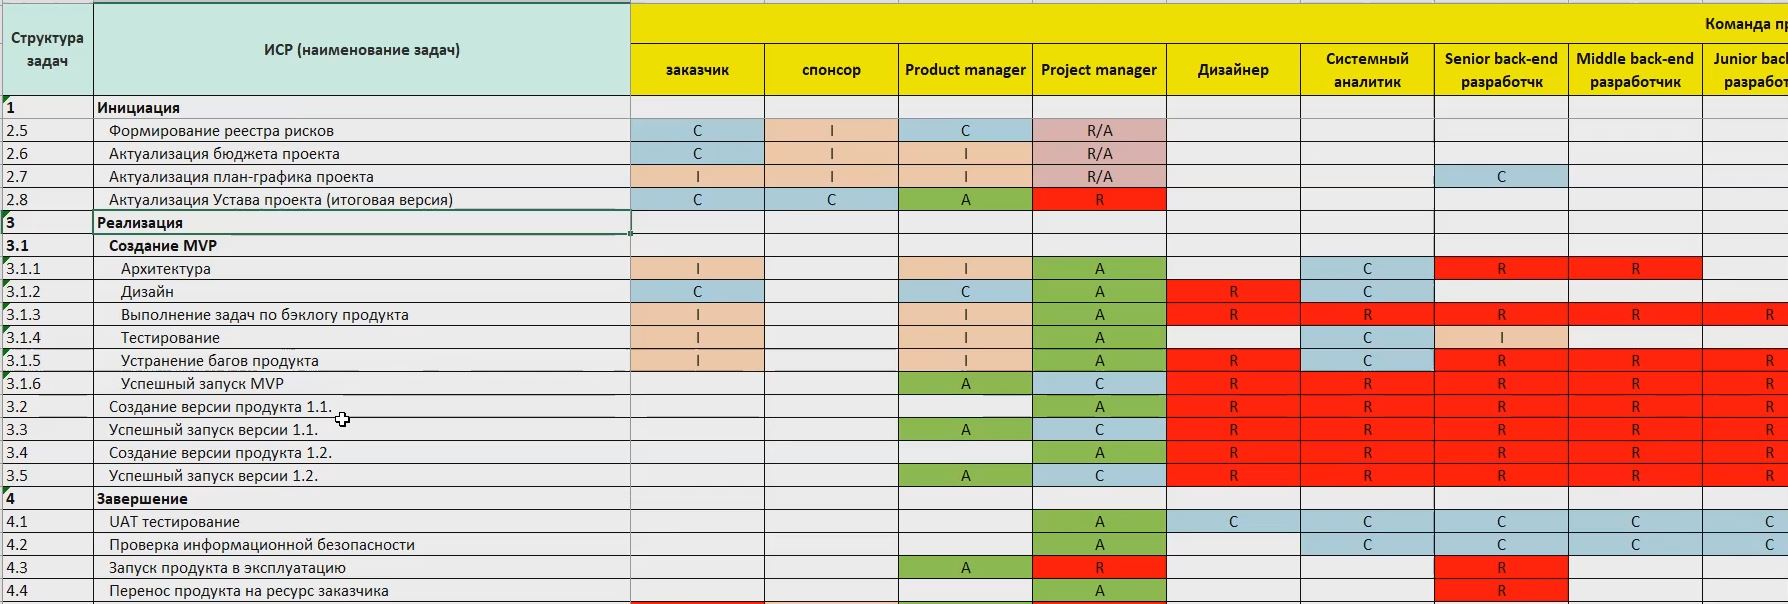 Команда
Структура задач ИСР (наименование задач) заказчик спонсор Product manager Project manager Дизайнер Системный аналитик Senior back-end разработчк Middle back-end разработчик Junior
1 Инициация
2.5 Формирование реестра рисков C I C R/A
2.6 Актуализация бюджета проекта C I I R/A
2.7 Актуализация план-графика проекта I I I R/A C
2.8 Актуализация Устава проекта (итоговая версия) C C A R
3 Реализация
3.1 Создание MVP
3.1.1 Архитектура I I A C R R
3.1.2 Дизайн C C A R C
3.1.3 Выполнение задач по бэклогу продукта I I A R R R R R
3.1.4 Тестирование I I A C I
3.1.5 Устранение багов продукта I I A R C R R R
3.1.6 Успешный запуск MVP A C R R R R R
3.2 Создание версии продукта 1.1. A R R R R R
3.3 Успешный запуск версии 1.1. A C R R R R R
3.4 Создание версии продукта 1.2. A R R R R R
3.5 Успешный запуск версии 1.2. A C R R R R R
4 Завершение
4.1 UAT тестирование A C C C C C
4.2 Проверка информационной безопасности A C C C C
4.3 Запуск продукта в эксплуатацию A R R
4.4 Перенос продукта на ресурс заказчика A R